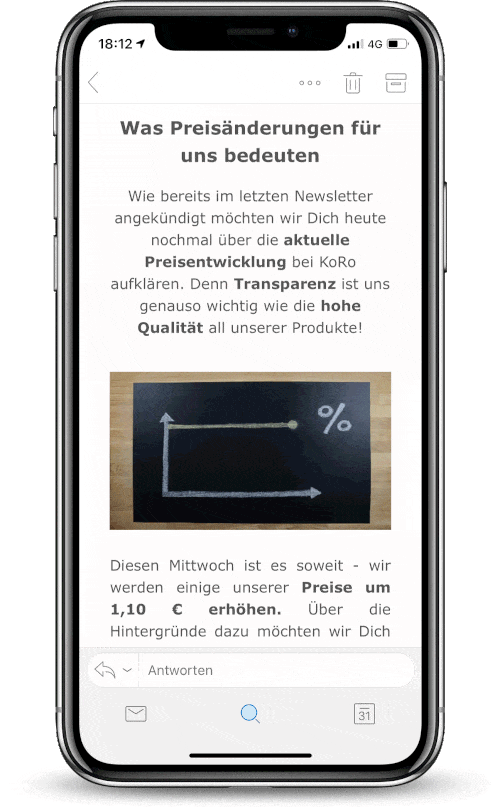 18:12
4G
Was Preisänderungen für
uns bedeuten
Wie bereits im letzten Newsletter
angekündigt möchten wir Dich heute
nochmal über die aktuelle
Preisentwicklung bei KoRo
aufklären. Denn Transparenz ist uns
genauso wichtig wie die hohe
Qualität all unserer Produkte!
%
Diesen Mittwoch ist es soweit - wir
werden einige unserer Preise um
1,10 € erhöhen. Über die
Hintergründe dazu möchten wir Dich
Antworten
31